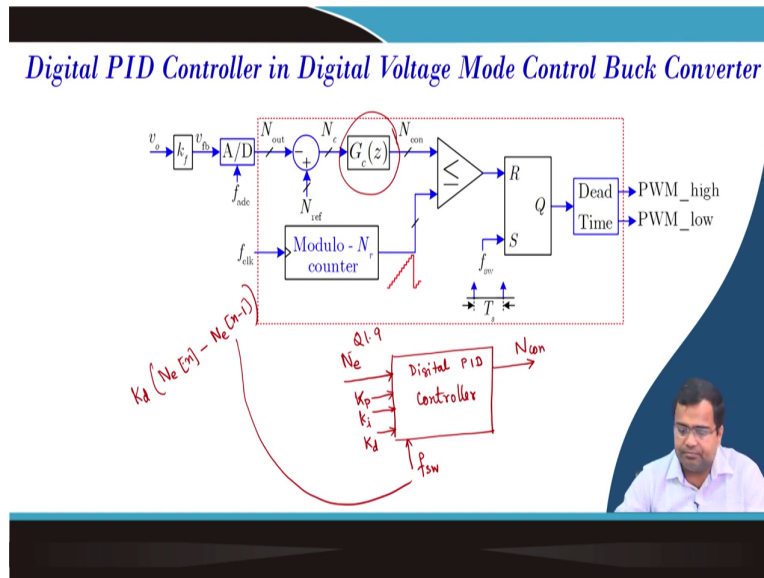 Digital PID Controller in Digital Voltage Mode Control Buck Converter
v_o k_f v_fb A/D N_out N_e G_c(z) N_con
f_adc N_ref
≤
R
S
Q
Dead Time
PWM_high
PWM_low
f_clk Modulo - N_r counter
f_sw
T_s
K_d (N_e[n] - N_e[n-1])
Q1.9
N_e
K_p
K_i
K_d
Digital PID
Controller
N_con
f_sw